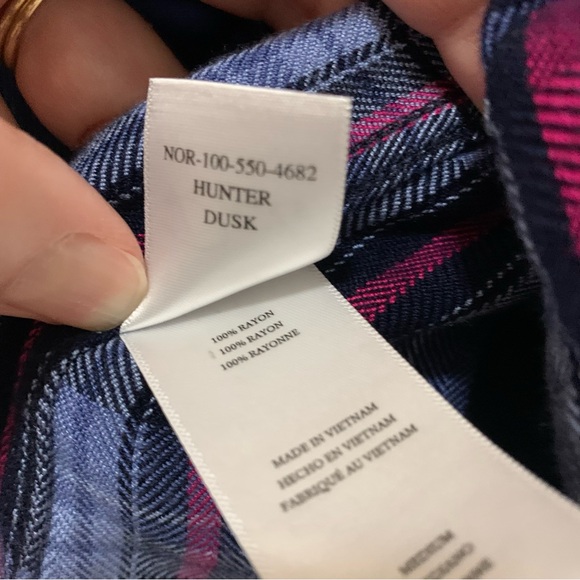 NOR-100-550-4682
HUNTER
DUSK
100% RAYON
100% RAYON
100% RAYONNE
MADE IN VIETNAM
HECHO EN VIETNAM
FABRIQUÉ AU VIETNAM
MEDIUM